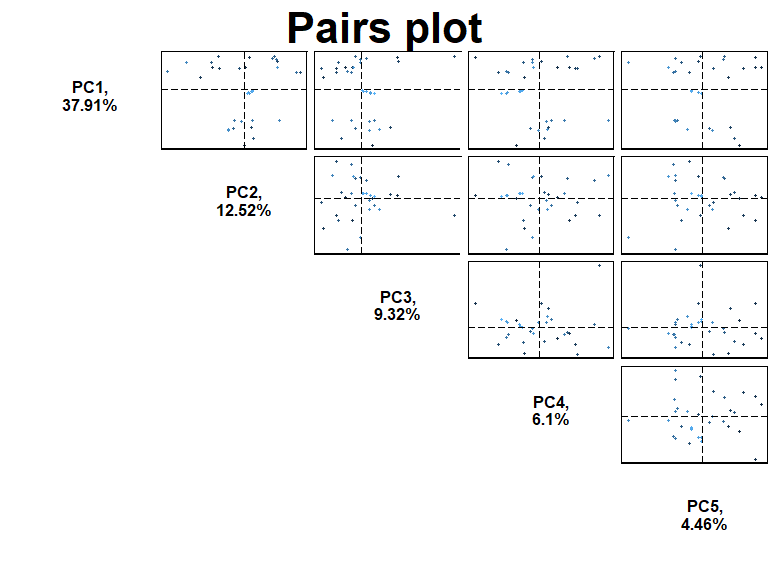 Pairs plot
PC1,
37.91%
PC2,
12.52%
PC3,
9.32%
PC4,
6.1%
PC5,
4.46%